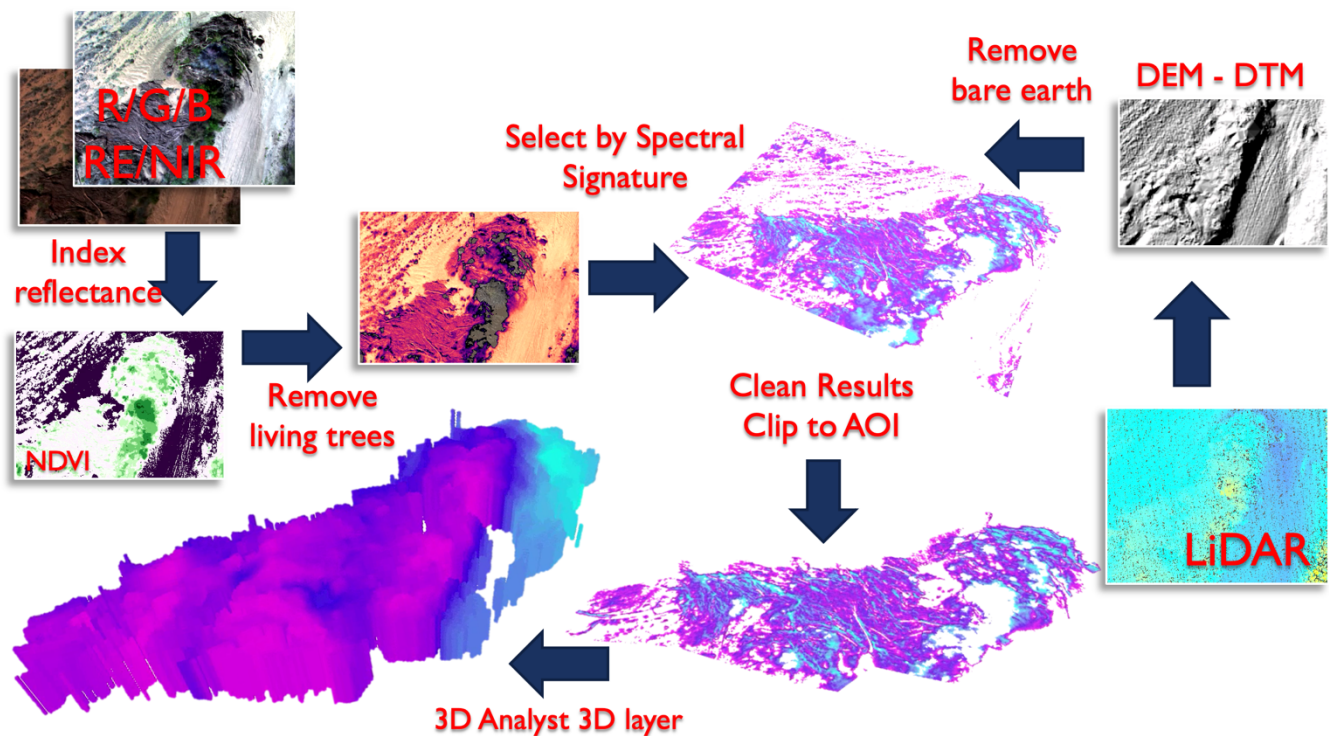 R/G/B
RE/NIR
Index
reflectance
NDVI
Remove
living trees
Select by Spectral
Signature
Remove
bare earth
DEM - DTM
LiDAR
Clean Results
Clip to AOI
3D Analyst 3D layer